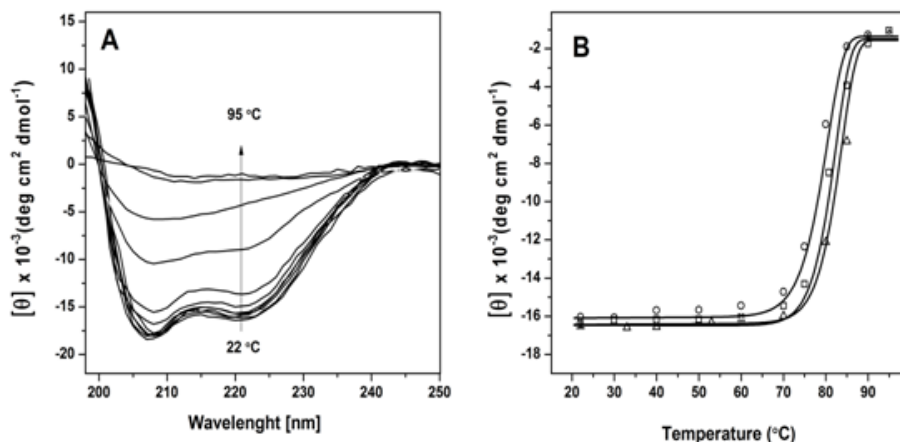 A
95 °C
22 °C
15
10
5
0
-5
-10
-15
-20
200 210 220 230 240 250
[θ] x 10⁻³(deg cm² dmol⁻¹)
Wavelenght [nm]
B
-2
-4
-6
-8
-10
-12
-14
-16
-18
20 30 40 50 60 70 80 90
[θ] x 10⁻³(deg cm² dmol⁻¹)
Temperature (°C)